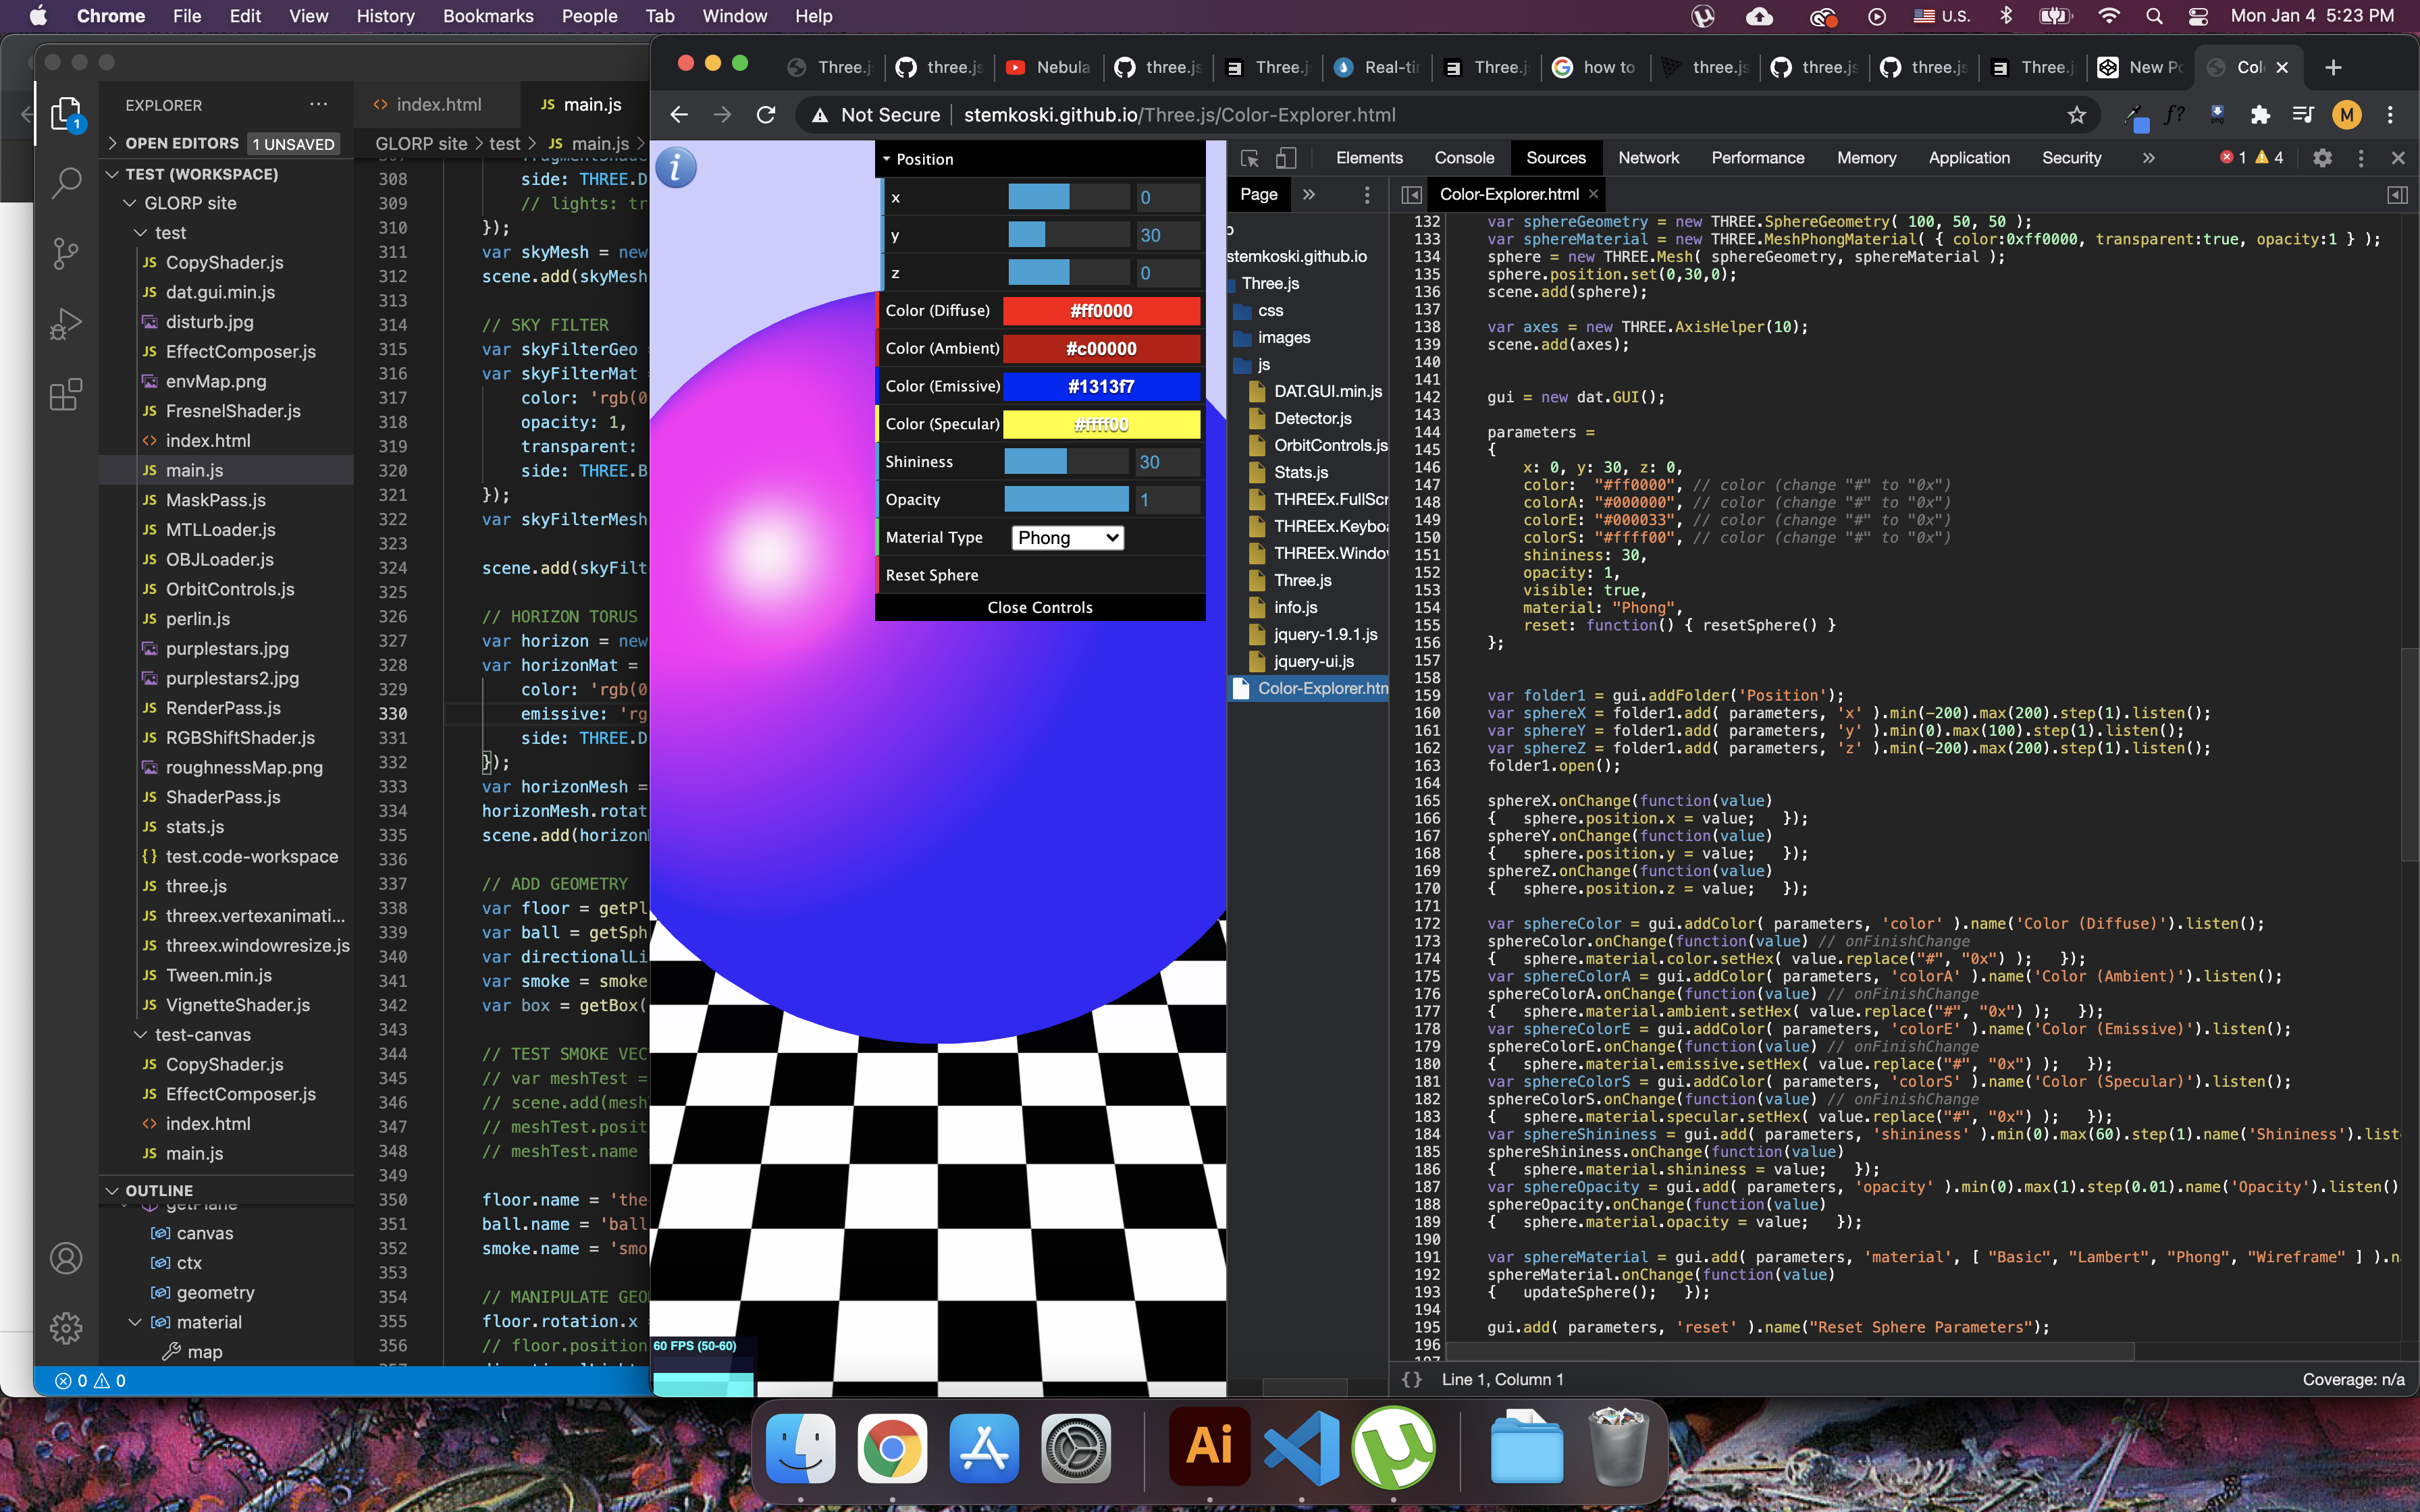 Chrome File Edit View History Bookmarks People Tab Window Help
U.S. Mon Jan 4 5:23 PM
EXPLORER
OPEN EDITORS 1 UNSAVED
TEST (WORKSPACE)
GLORP site
test
JS CopyShader.js
JS dat.gui.min.js
disturb.jpg
JS EffectComposer.js
envMap.png
JS FresnelShader.js
<> index.html
JS main.js
JS MaskPass.js
JS MTLLoader.js
JS OBJLoader.js
JS OrbitControls.js
JS perlin.js
purplestars.jpg
purplestars2.jpg
JS RenderPass.js
JS RGBShiftShader.js
roughnessMap.png
JS ShaderPass.js
JS stats.js
{} test.code-workspace
JS three.js
JS threex.vertexanimati...
JS threex.windowresize.js
JS Tween.min.js
JS VignetteShader.js
test-canvas
JS CopyShader.js
JS EffectComposer.js
<> index.html
JS main.js
OUTLINE
getPlane
canvas
ctx
geometry
material
map
0 0
<> index.html JS main.js
GLORP site > test > JS main.js >
308 side: THREE.D
309 // lights: tr
310 });
311 var skyMesh = new
312 scene.add(skyMesh
313
314 // SKY FILTER
315 var skyFilterGeo
316 var skyFilterMat
317 color: 'rgb(0
318 opacity: 1,
319 transparent:
320 side: THREE.B
321 });
322 var skyFilterMesh
323
324 scene.add(skyFilt
325
326 // HORIZON TORUS
327 var horizon = new
328 var horizonMat =
329 color: 'rgb(0
330 emissive: 'rg
331 side: THREE.D
332 });
333 var horizonMesh =
334 horizonMesh.rotat
335 scene.add(horizon
336
337 // ADD GEOMETRY
338 var floor = getPl
339 var ball = getSph
340 var directionalLi
341 var smoke = smoke
342 var box = getBox(
343
344 // TEST SMOKE VEC
345 // var meshTest =
346 // scene.add(mesh
347 // meshTest.posit
348 // meshTest.name
349
350 floor.name = 'the
351 ball.name = 'ball
352 smoke.name = 'smo
353
354 // MANIPULATE GEO
355 floor.rotation.x =
356 // floor.position
Three.j three.js Nebula three.js Three.j Real-tir Three.j how to three.js three.js three.js Three.j New Pe Col
Not Secure | stemkoski.github.io/Three.js/Color-Explorer.html
M
Position
x 0
y 30
z 0
Color (Diffuse) #ff0000
Color (Ambient) #c00000
Color (Emissive) #1313f7
Color (Specular) #ffff00
Shininess 30
Opacity 1
Material Type Phong
Reset Sphere
Close Controls
60 FPS (50-60)
Elements Console Sources Network Performance Memory Application Security » 1 4
Page »
stemkoski.github.io
Three.js
css
images
js
DAT.GUI.min.js
Detector.js
OrbitControls.js
Stats.js
THREEx.FullScr
THREEx.Keyboa
THREEx.Windov
Three.js
info.js
jquery-1.9.1.js
jquery-ui.js
Color-Explorer.htm
Color-Explorer.html
132 var sphereGeometry = new THREE.SphereGeometry( 100, 50, 50 );
133 var sphereMaterial = new THREE.MeshPhongMaterial( { color:0xff0000, transparent:true, opacity:1 } );
134 sphere = new THREE.Mesh( sphereGeometry, sphereMaterial );
135 sphere.position.set(0,30,0);
136 scene.add(sphere);
137
138 var axes = new THREE.AxisHelper(10);
139 scene.add(axes);
140
141
142 gui = new dat.GUI();
143
144 parameters =
145 {
146 x: 0, y: 30, z: 0,
147 color: "#ff0000", // color (change "#" to "0x")
148 colorA: "#000000", // color (change "#" to "0x")
149 colorE: "#000033", // color (change "#" to "0x")
150 colorS: "#ffff00", // color (change "#" to "0x")
151 shininess: 30,
152 opacity: 1,
153 visible: true,
154 material: "Phong",
155 reset: function() { resetSphere() }
156 };
157
158
159 var folder1 = gui.addFolder('Position');
160 var sphereX = folder1.add( parameters, 'x' ).min(-200).max(200).step(1).listen();
161 var sphereY = folder1.add( parameters, 'y' ).min(0).max(100).step(1).listen();
162 var sphereZ = folder1.add( parameters, 'z' ).min(-200).max(200).step(1).listen();
163 folder1.open();
164
165 sphereX.onChange(function(value)
166 { sphere.position.x = value; });
167 sphereY.onChange(function(value)
168 { sphere.position.y = value; });
169 sphereZ.onChange(function(value)
170 { sphere.position.z = value; });
171
172 var sphereColor = gui.addColor( parameters, 'color' ).name('Color (Diffuse)').listen();
173 sphereColor.onChange(function(value) // onFinishChange
174 { sphere.material.color.setHex( value.replace("#", "0x") ); });
175 var sphereColorA = gui.addColor( parameters, 'colorA' ).name('Color (Ambient)').listen();
176 sphereColorA.onChange(function(value) // onFinishChange
177 { sphere.material.ambient.setHex( value.replace("#", "0x") ); });
178 var sphereColorE = gui.addColor( parameters, 'colorE' ).name('Color (Emissive)').listen();
179 sphereColorE.onChange(function(value) // onFinishChange
180 { sphere.material.emissive.setHex( value.replace("#", "0x") ); });
181 var sphereColorS = gui.addColor( parameters, 'colorS' ).name('Color (Specular)').listen();
182 sphereColorS.onChange(function(value) // onFinishChange
183 { sphere.material.specular.setHex( value.replace("#", "0x") ); });
184 var sphereShininess = gui.add( parameters, 'shininess' ).min(0).max(60).step(1).name('Shininess').list
185 sphereShininess.onChange(function(value)
186 { sphere.material.shininess = value; });
187 var sphereOpacity = gui.add( parameters, 'opacity' ).min(0).max(1).step(0.01).name('Opacity').listen()
188 sphereOpacity.onChange(function(value)
189 { sphere.material.opacity = value; });
190
191 var sphereMaterial = gui.add( parameters, 'material', [ "Basic", "Lambert", "Phong", "Wireframe" ] ).na
192 sphereMaterial.onChange(function(value)
193 { updateSphere(); });
194
195 gui.add( parameters, 'reset' ).name("Reset Sphere Parameters");
196
{} Line 1, Column 1 Coverage: n/a
Ai